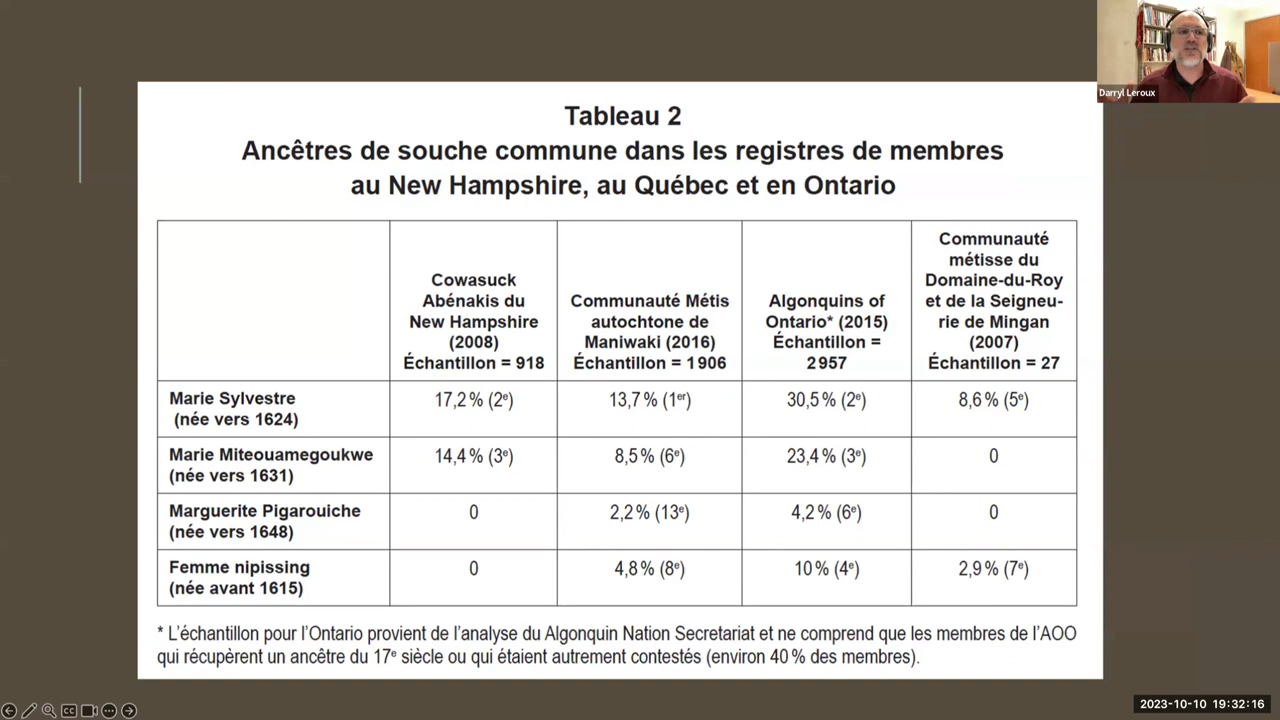 Darryl Leroux
Tableau 2
Ancêtres de souche commune dans les registres de membres
au New Hampshire, au Québec et en Ontario
Cowasuck
Abénakis du
New Hampshire
(2008)
Échantillon = 918
Communauté Métis
autochtone de
Maniwaki (2016)
Échantillon = 1 906
Algonquins of
Ontario* (2015)
Échantillon =
2 957
Communauté
métisse du
Domaine-du-Roy
et de la Seigneu-
rie de Mingan
(2007)
Échantillon = 27
Marie Sylvestre
(née vers 1624)
17,2 % (2e)
13,7 % (1er)
30,5 % (2e)
8,6 % (5e)
Marie Miteouamegoukwe
(née vers 1631)
14,4 % (3e)
8,5 % (6e)
23,4 % (3e)
0
Marguerite Pigarouiche
(née vers 1648)
0
2,2 % (13e)
4,2 % (6e)
0
Femme nipissing
(née avant 1615)
0
4,8 % (8e)
10 % (4e)
2,9 % (7e)
* L’échantillon pour l’Ontario provient de l’analyse du Algonquin Nation Secretariat et ne comprend que les membres de l’AOO
qui récupèrent un ancêtre du 17e siècle ou qui étaient autrement contestés (environ 40 % des membres).
CC
2023-10-10 19:32:16